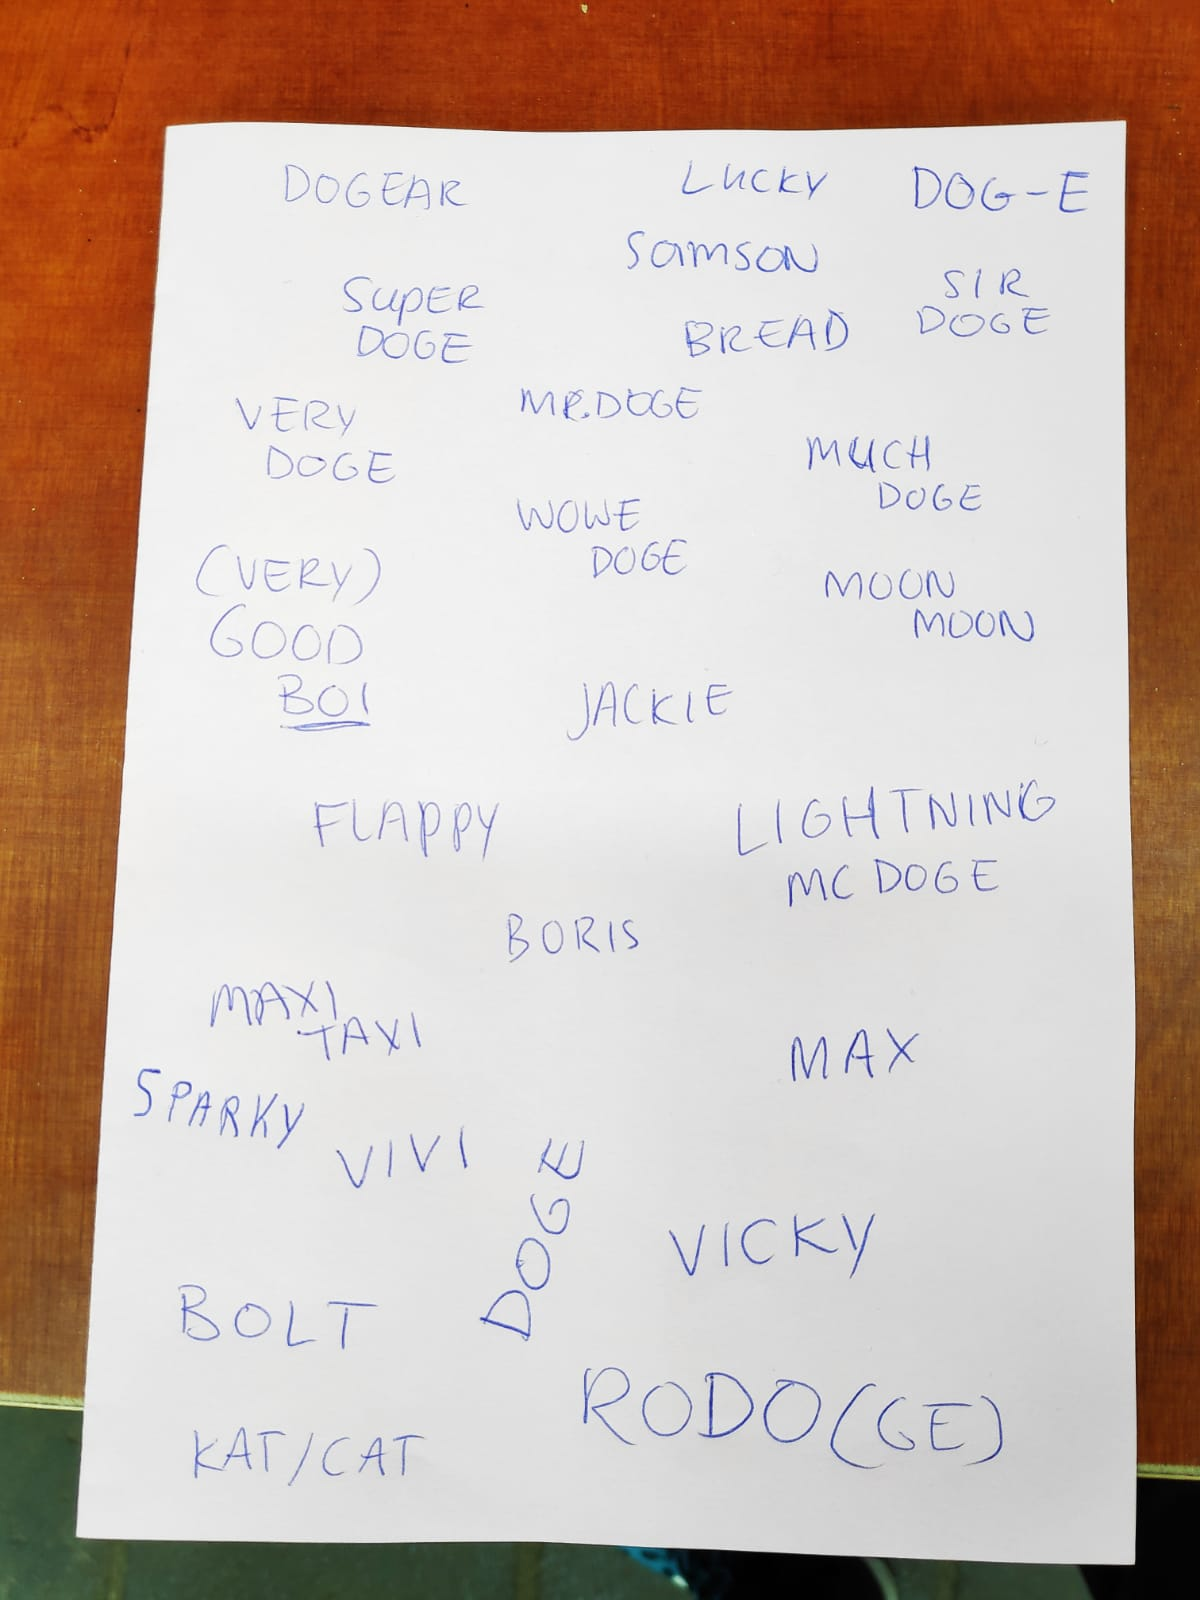 DOGEAR
LUCKY
DOG-E
SAMSON
SUPER
DOGE
BREAD
SIR
DOGE
VERY
DOGE
MR.DOGE
MUCH
DOGE
WOWE
DOGE
(VERY)
GOOD
BOI
MOON
MOON
JACKIE
FLAPPY
LIGHTNING
MC DOGE
BORIS
MAXI
TAXI
MAX
SPARKY
VIVI
DOGE
VICKY
BOLT
RODO(GE)
KAT/CAT